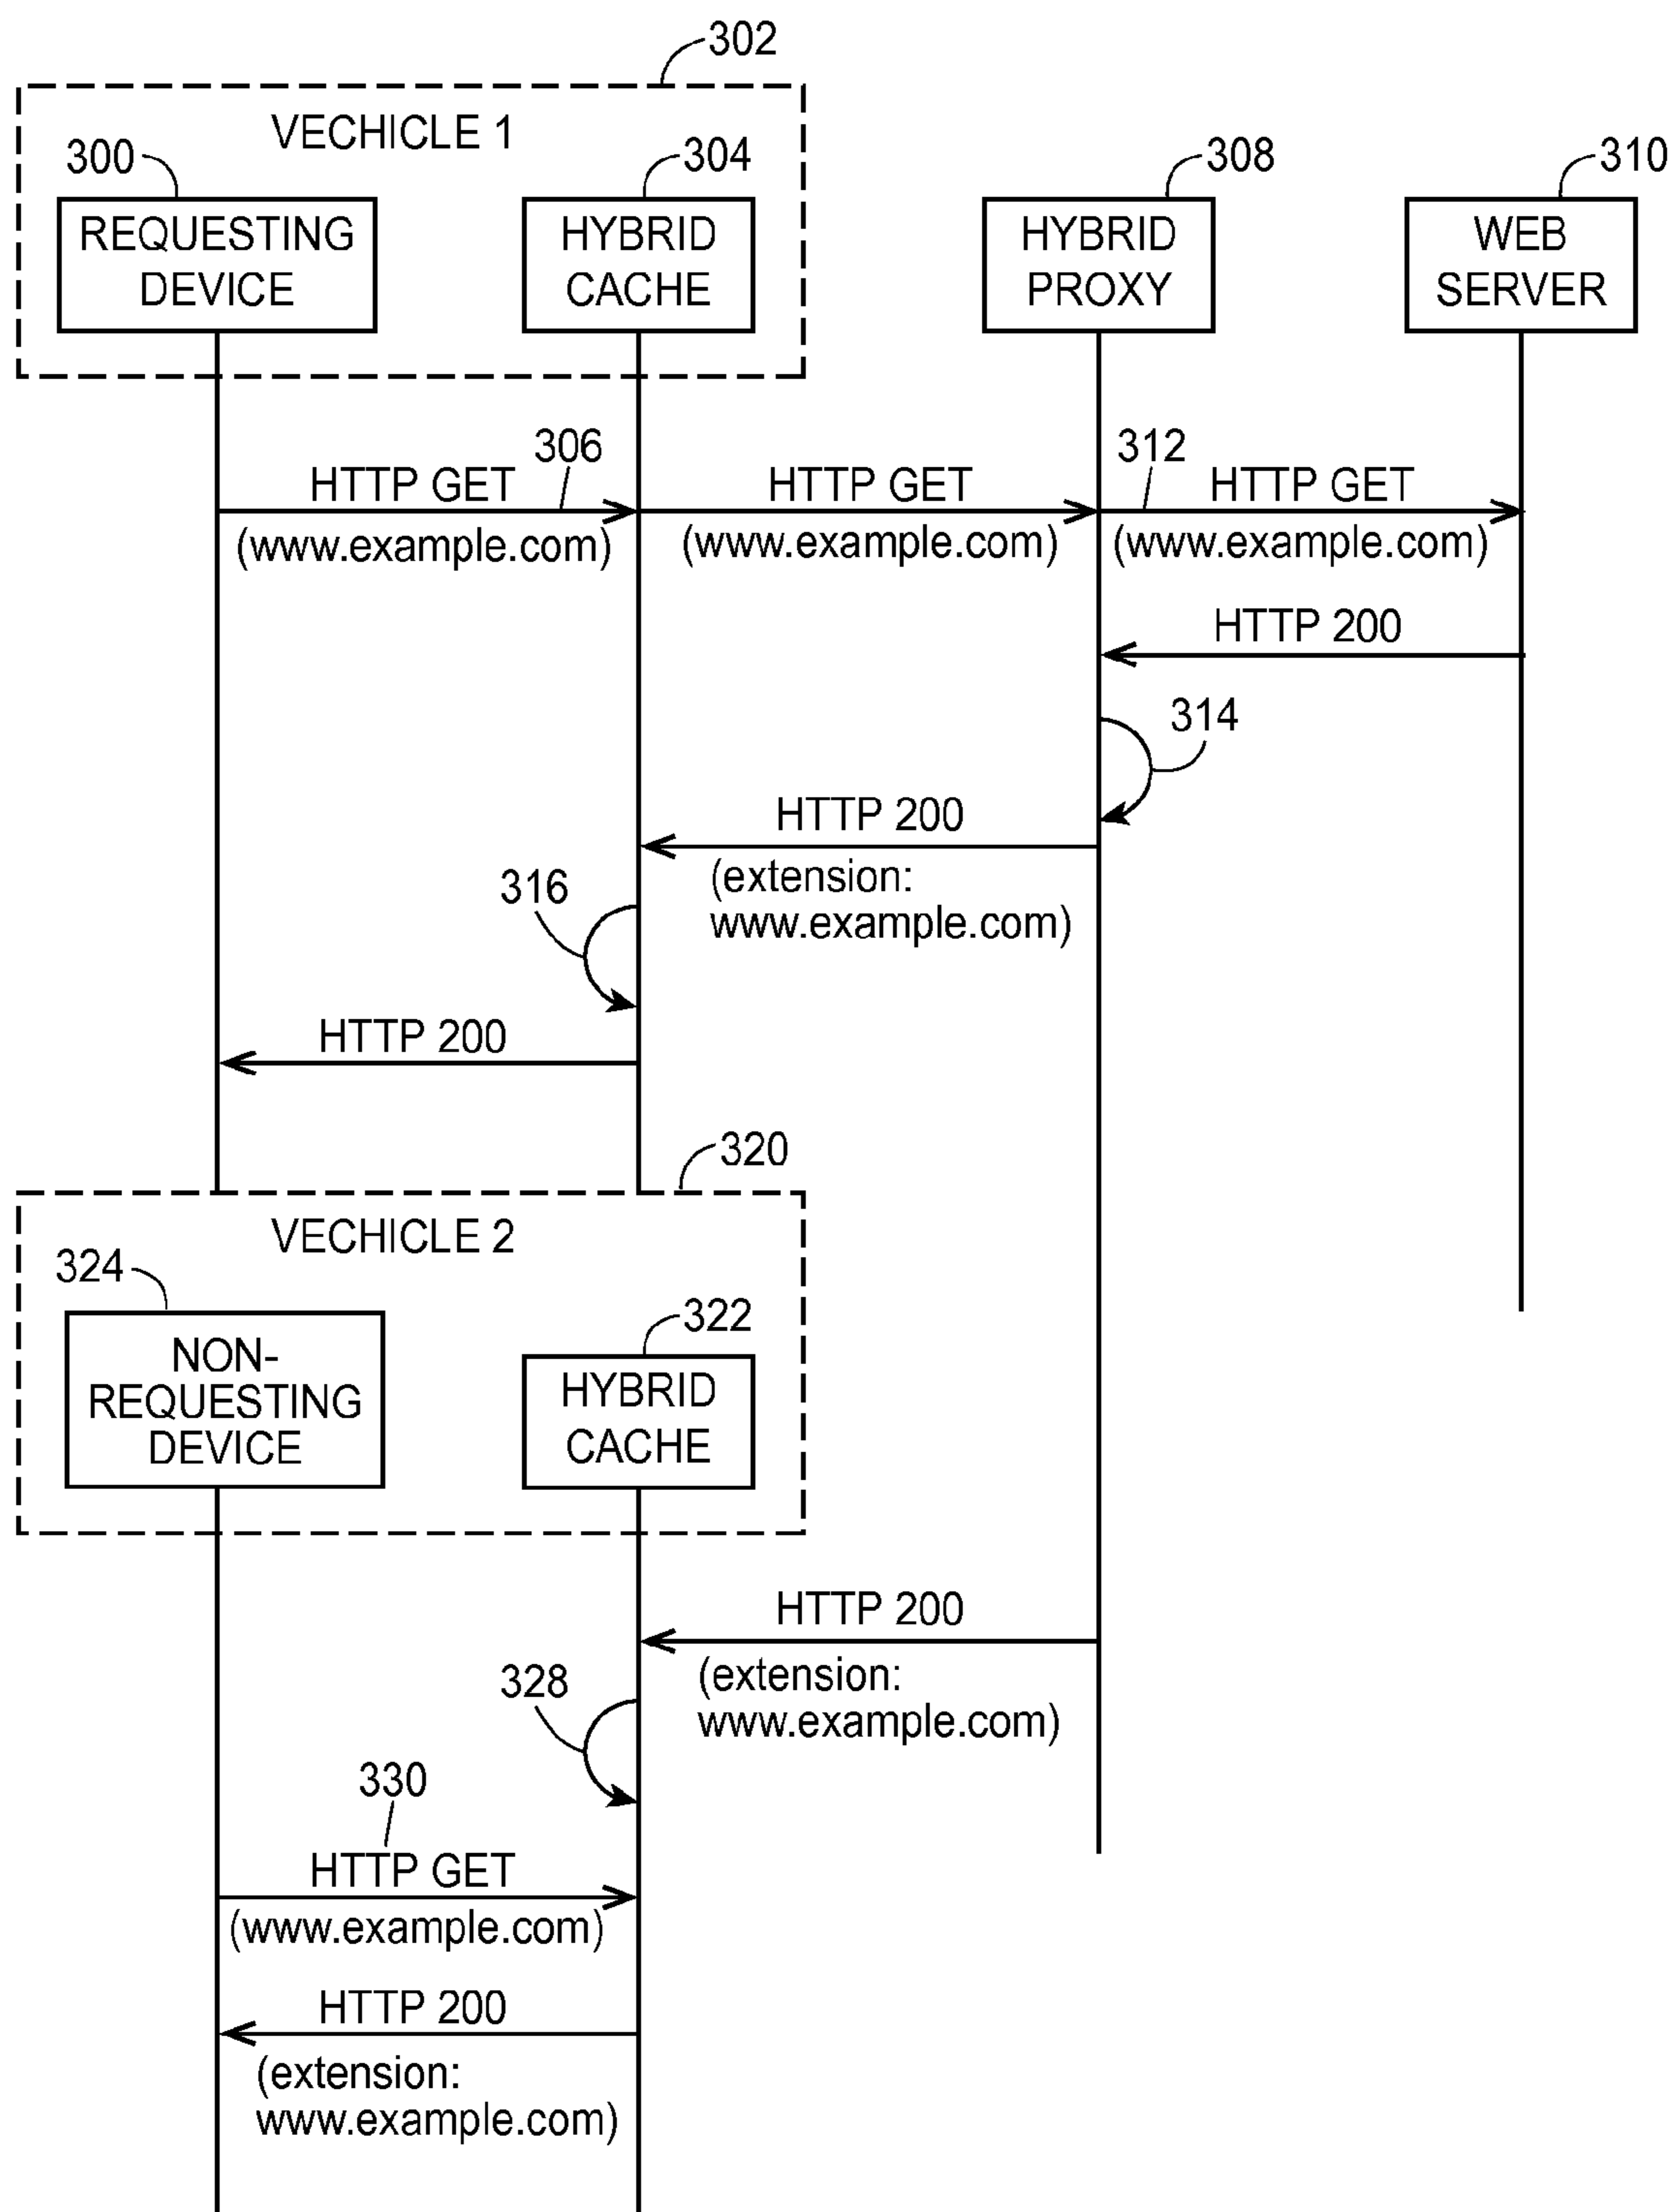 302
VECHICLE 1
300
304
308
310
REQUESTING
DEVICE
HYBRID
CACHE
HYBRID
PROXY
WEB
SERVER
306
312
HTTP GET
HTTP GET
HTTP GET
(www.example.com)
(www.example.com)
(www.example.com)
HTTP 200
314
HTTP 200
(extension:
www.example.com)
316
HTTP 200
320
VECHICLE 2
324
322
NON-
REQUESTING
DEVICE
HYBRID
CACHE
HTTP 200
(extension:
www.example.com)
328
330
HTTP GET
(www.example.com)
HTTP 200
(extension:
www.example.com)